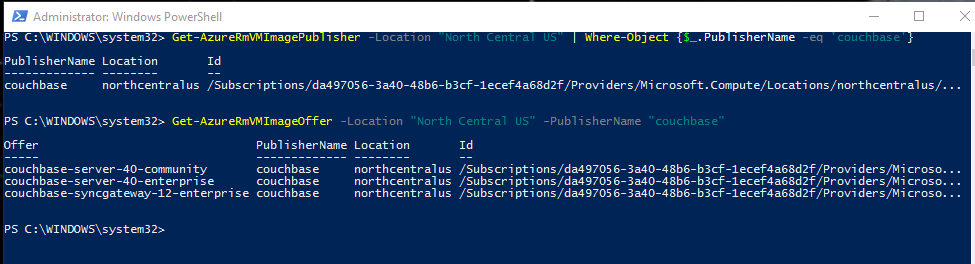 Administrator: Windows PowerShell
PS C:\WINDOWS\system32> Get-AzureRmVMImagePublisher -Location "North Central US" | Where-Object {$_.PublisherName -eq 'couchbase'}
PublisherName Location Id
------------- -------- --
couchbase northcentralus /Subscriptions/da497056-3a40-48b6-b3cf-1ecef4a68d2f/Providers/Microsoft.Compute/Locations/northcentralus/...
PS C:\WINDOWS\system32> Get-AzureRmVMImageOffer -Location "North Central US" -PublisherName "couchbase"
Offer PublisherName Location Id
----- ------------- -------- --
couchbase-server-40-community couchbase northcentralus /Subscriptions/da497056-3a40-48b6-b3cf-1ecef4a68d2f/Providers/Microso...
couchbase-server-40-enterprise couchbase northcentralus /Subscriptions/da497056-3a40-48b6-b3cf-1ecef4a68d2f/Providers/Microso...
couchbase-syncgateway-12-enterprise couchbase northcentralus /Subscriptions/da497056-3a40-48b6-b3cf-1ecef4a68d2f/Providers/Microso...
PS C:\WINDOWS\system32>